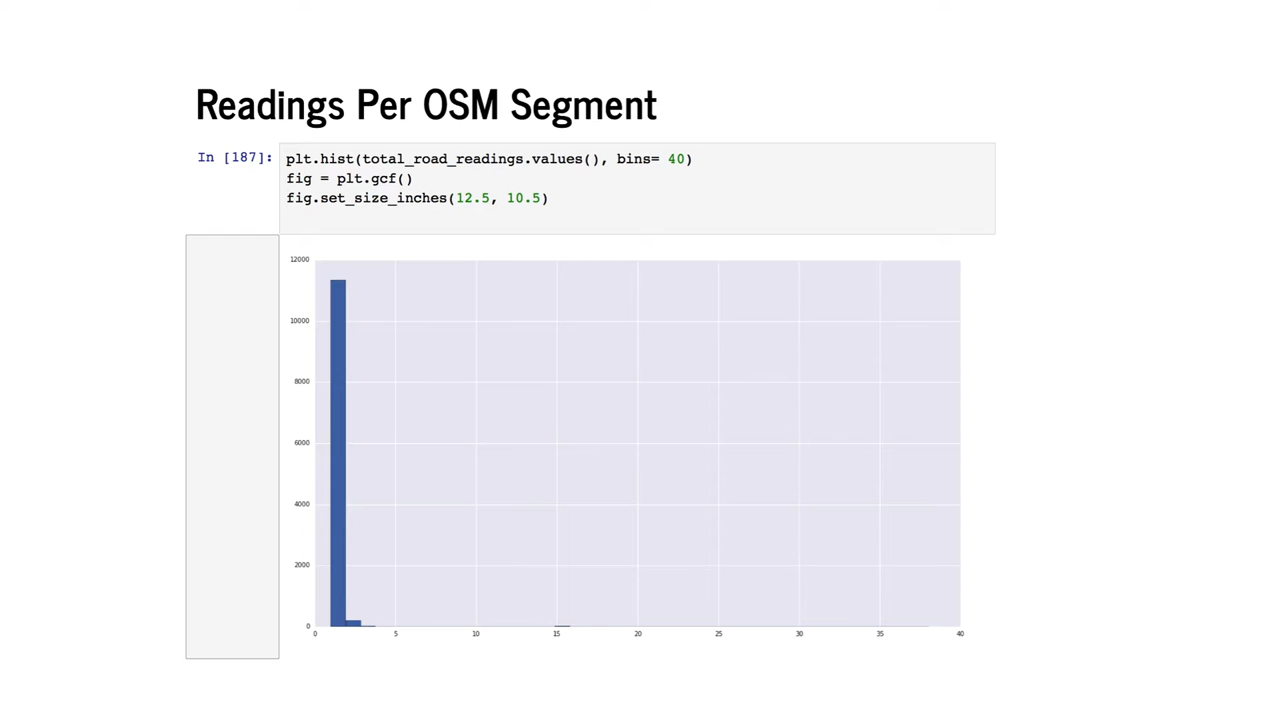 Readings Per OSM Segment
In [187]:
plt.hist(total_road_readings.values(), bins= 40)
fig = plt.gcf()
fig.set_size_inches(12.5, 10.5)
12000
10000
8000
6000
4000
2000
0
0 5 10 15 20 25 30 35 40